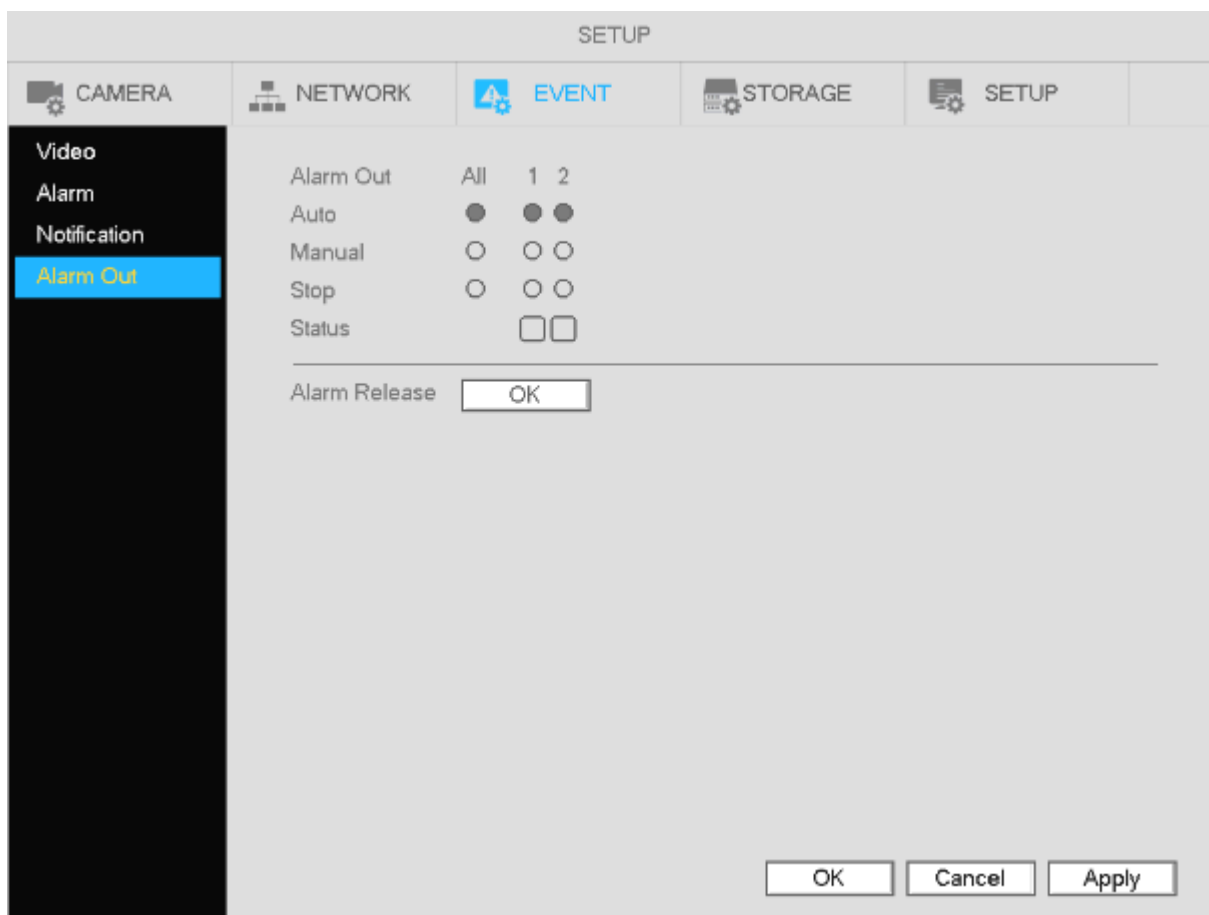 SETUP
CAMERA NETWORK EVENT STORAGE SETUP
Video
Alarm
Notification
Alarm Out
Alarm Out All 1 2
Auto
Manual
Stop
Status
Alarm Release OK
OK Cancel Apply